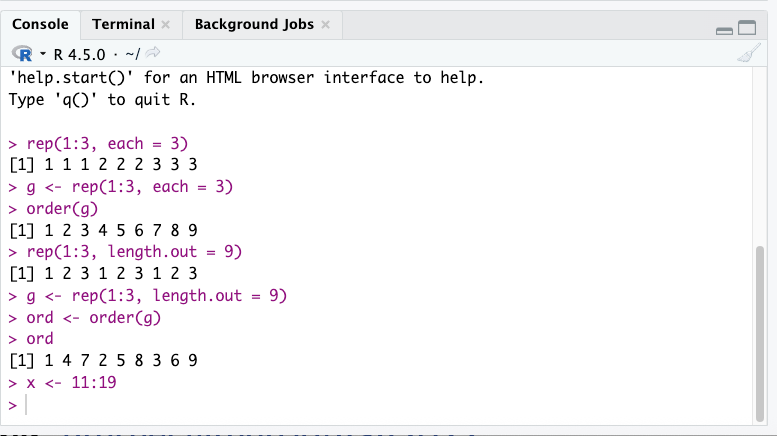 Console Terminal Background Jobs
R R 4.5.0 · ~/
'help.start()' for an HTML browser interface to help.
Type 'q()' to quit R.
> rep(1:3, each = 3)
[1] 1 1 1 2 2 2 3 3 3
> g <- rep(1:3, each = 3)
> order(g)
[1] 1 2 3 4 5 6 7 8 9
> rep(1:3, length.out = 9)
[1] 1 2 3 1 2 3 1 2 3
> g <- rep(1:3, length.out = 9)
> ord <- order(g)
> ord
[1] 1 4 7 2 5 8 3 6 9
> x <- 11:19
>